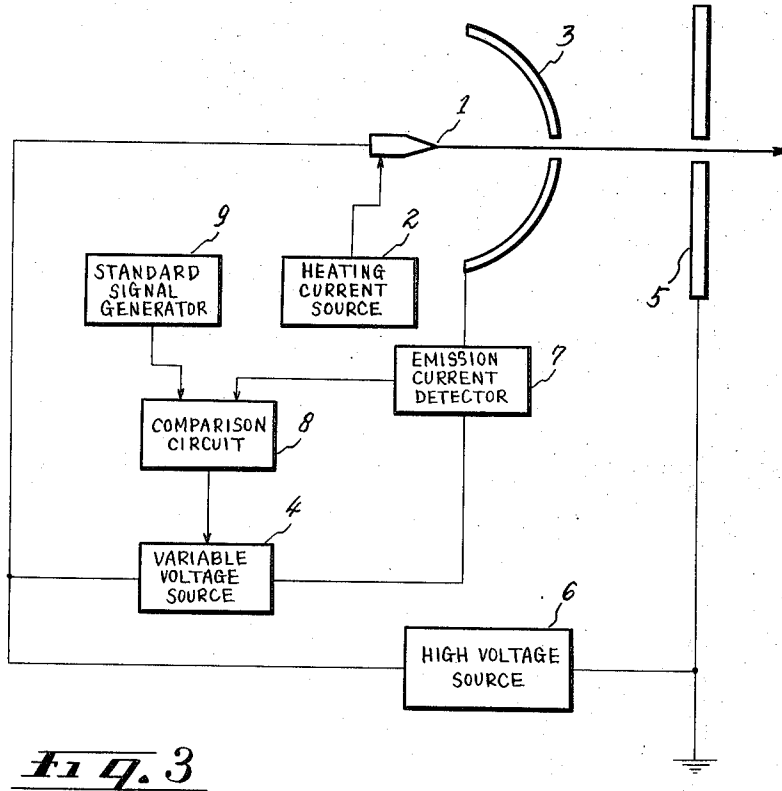 3
1
9
2
STANDARD
SIGNAL
GENERATOR
HEATING
CURRENT
SOURCE
5
EMISSION
CURRENT
DETECTOR
7
COMPARISON
CIRCUIT
8
4
VARIABLE
VOLTAGE
SOURCE
6
HIGH VOLTAGE
SOURCE
Fig. 3